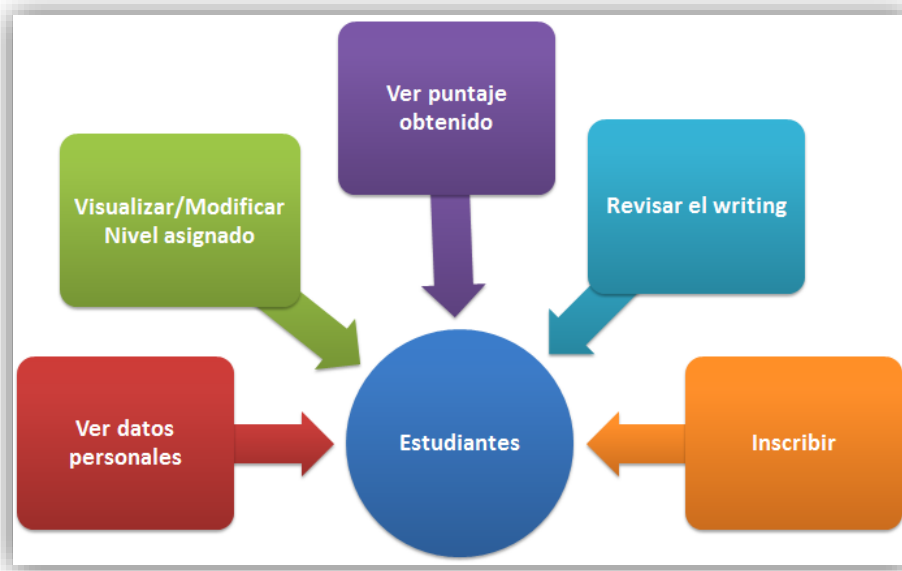 Ver puntaje
obtenido
Visualizar/Modificar
Nivel asignado
Revisar el writing
Ver datos
personales
Estudiantes
Inscribir